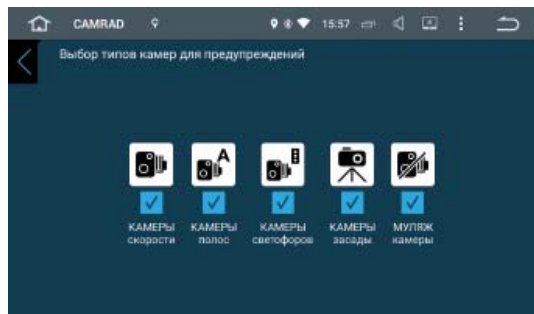 CAMRAD 15:57
Выбор типов камер для предупреждений
A
КАМЕРЫ КАМЕРЫ КАМЕРЫ КАМЕРЫ МУЛЯЖ
скорости полос светофоров засады камеры